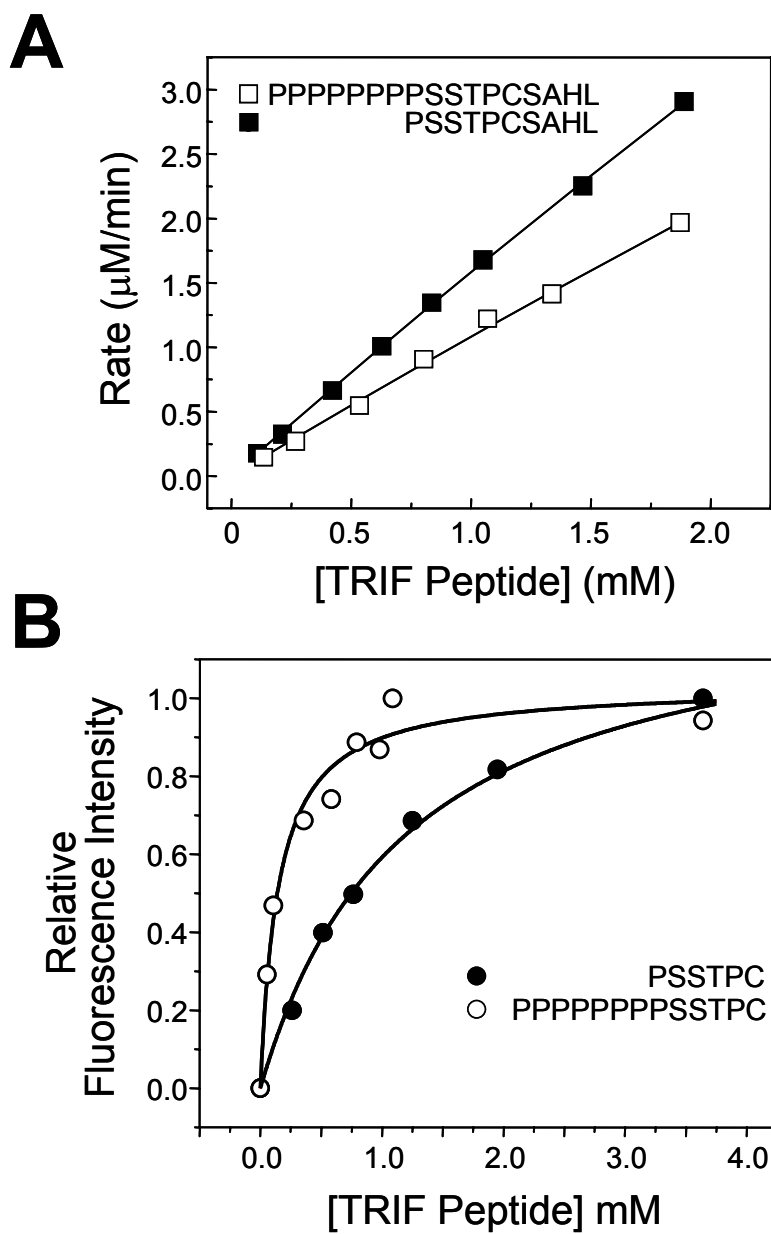 A
PPPPPPPPSSTPCSAHL
PSSTPCSAHL
3.0
2.5
2.0
1.5
1.0
0.5
0.0
Rate (μM/min)
0 0.5 1.0 1.5 2.0
[TRIF Peptide] (mM)
B
1.0
0.8
0.6
0.4
0.2
0.0
Relative
Fluorescence Intensity
PSSTPC
PPPPPPPPSSTPC
0.0 1.0 2.0 3.0 4.0
[TRIF Peptide] mM